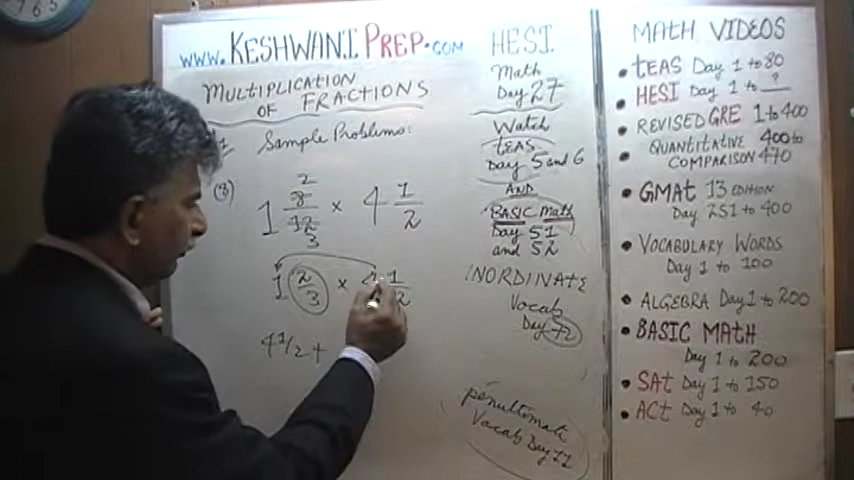 www.KESHWANI PREP.com
MULTIPLICATION
OF FRACTIONS
Sample Problems:
(3)
2
1 8/12 × 4 1/2
3
1 2/3 × 4 1/2
4 1/2 +
HESI
Math
Day 27
Watch
TEAS
Day 5 and 6
AND
BASIC Math
Day 51
and 52
INORDINATE
Vocab
Day 72
penultimate
Vocab Day 72
MATH VIDEOS
• TEAS Day 1 to 80
• HESI Day 1 to ?
• REVISED GRE 1 to 400
• QUANTITATIVE 400 to
COMPARISON 470
• GMAT 13 EDITION
Day 251 to 400
• VOCABULARY WORDS
Day 1 to 100
• ALGEBRA Day 1 to 200
• BASIC MATH
Day 1 to 200
• SAT Day 1 to 150
• ACT Day 1 to 40